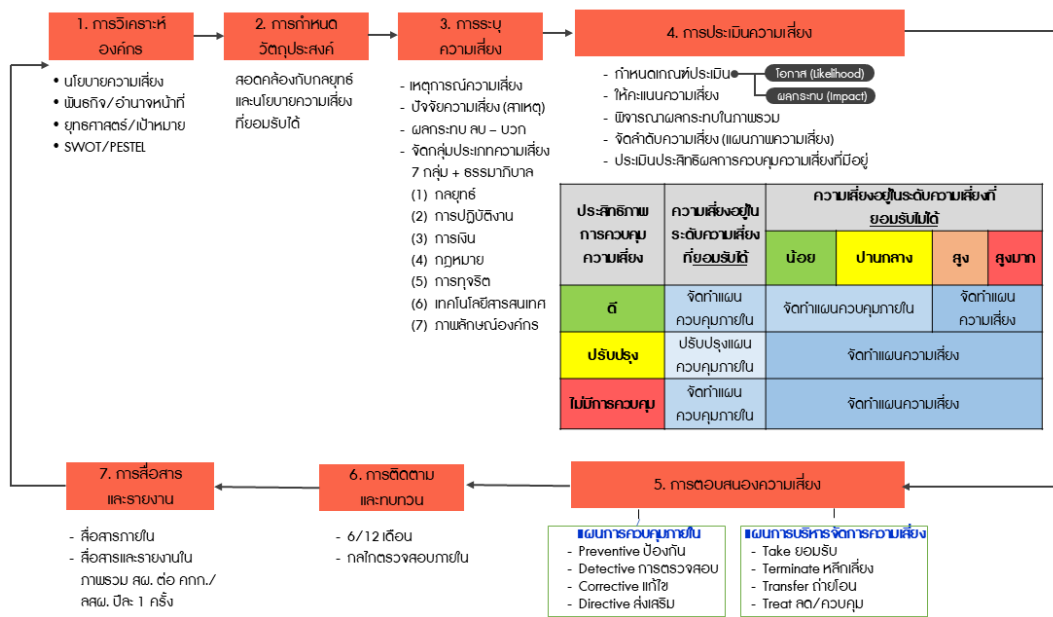 1. การวิเคราะห์
องค์กร
• นโยบายความเสี่ยง
• พันธกิจ/อำนาจหน้าที่
• ยุทธศาสตร์/เป้าหมาย
• SWOT/PESTEL
2. การกำหนด
วัตถุประสงค์
สอดคล้องกับกลยุทธ์
และนโยบายความเสี่ยง
ที่ยอมรับได้
3. การระบุ
ความเสี่ยง
- เหตุการณ์ความเสี่ยง
- ปัจจัยความเสี่ยง (สาเหตุ)
- ผลกระทบ ลบ – บวก
- จัดกลุ่มประเภทความเสี่ยง
7 กลุ่ม + ธรรมาภิบาล
(1) กลยุทธ์
(2) การปฏิบัติงาน
(3) การเงิน
(4) กฎหมาย
(5) การทุจริต
(6) เทคโนโลยีสารสนเทศ
(7) ภาพลักษณ์องค์กร
4. การประเมินความเสี่ยง
- กำหนดเกณฑ์ประเมิน
โอกาส (Likelihood)
ผลกระทบ (Impact)
- ให้คะแนนความเสี่ยง
- พิจารณาผลกระทบในภาพรวม
- จัดลำดับความเสี่ยง (แผนภาพความเสี่ยง)
- ประเมินประสิทธิผลการควบคุมความเสี่ยงที่มีอยู่
ประสิทธิภาพ
การควบคุม
ความเสี่ยง
ความเสี่ยงอยู่ใน
ระดับความเสี่ยง
ที่ยอมรับได้
ความเสี่ยงอยู่ในระดับความเสี่ยงที่
ยอมรับไม่ได้
น้อย
ปานกลาง
สูง
สูงมาก
ดี
จัดทำแผน
ควบคุมภายใน
จัดทำแผนควบคุมภายใน
จัดทำแผน
ความเสี่ยง
ปรับปรุง
ปรับปรุงแผน
ควบคุมภายใน
จัดทำแผนความเสี่ยง
ไม่มีการควบคุม
จัดทำแผน
ควบคุมภายใน
จัดทำแผนความเสี่ยง
5. การตอบสนองความเสี่ยง
แผนการควบคุมภายใน
- Preventive ป้องกัน
- Detective การตรวจสอบ
- Corrective แก้ไข
- Directive ส่งเสริม
แผนการบริหารจัดการความเสี่ยง
- Take ยอมรับ
- Terminate หลีกเลี่ยง
- Transfer ถ่ายโอน
- Treat ลด/ควบคุม
6. การติดตาม
และทบทวน
- 6/12 เดือน
- กลไกตรวจสอบภายใน
7. การสื่อสาร
และรายงาน
- สื่อสารภายใน
- สื่อสารและรายงานใน
ภาพรวม สผ. ต่อ คกก./
ลสผ. ปีละ 1 ครั้ง